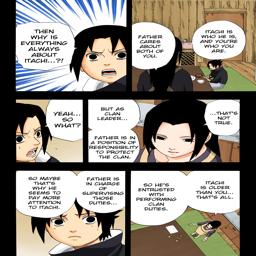 THEN
WHY IS
EVERYTHING
ALWAYS
ABOUT
ITACHI...?!
FATHER
CARES
ABOUT
BOTH OF
YOU.
ITACHI
IS WHO
HE IS,
AND YOU'RE
WHO YOU
ARE.
YEAH...
SO
WHAT?
BUT AS
CLAN
LEADER...
FATHER IS
IN A
POSITION OF
RESPONSIBILITY
TO PROTECT
THE CLAN.
...THAT'S
NOT
TRUE.
SO MAYBE
THAT'S
WHY HE
SEEMS TO
PAY MORE
ATTENTION
TO ITACHI.
FATHER IS
IN CHARGE
OF
SUPERVISING
THOSE
DUTIES...
SO HE'S
ENTRUSTED
WITH
PERFORMING
CLAN
DUTIES.
ITACHI
IS OLDER
THAN YOU...
THAT'S
ALL.